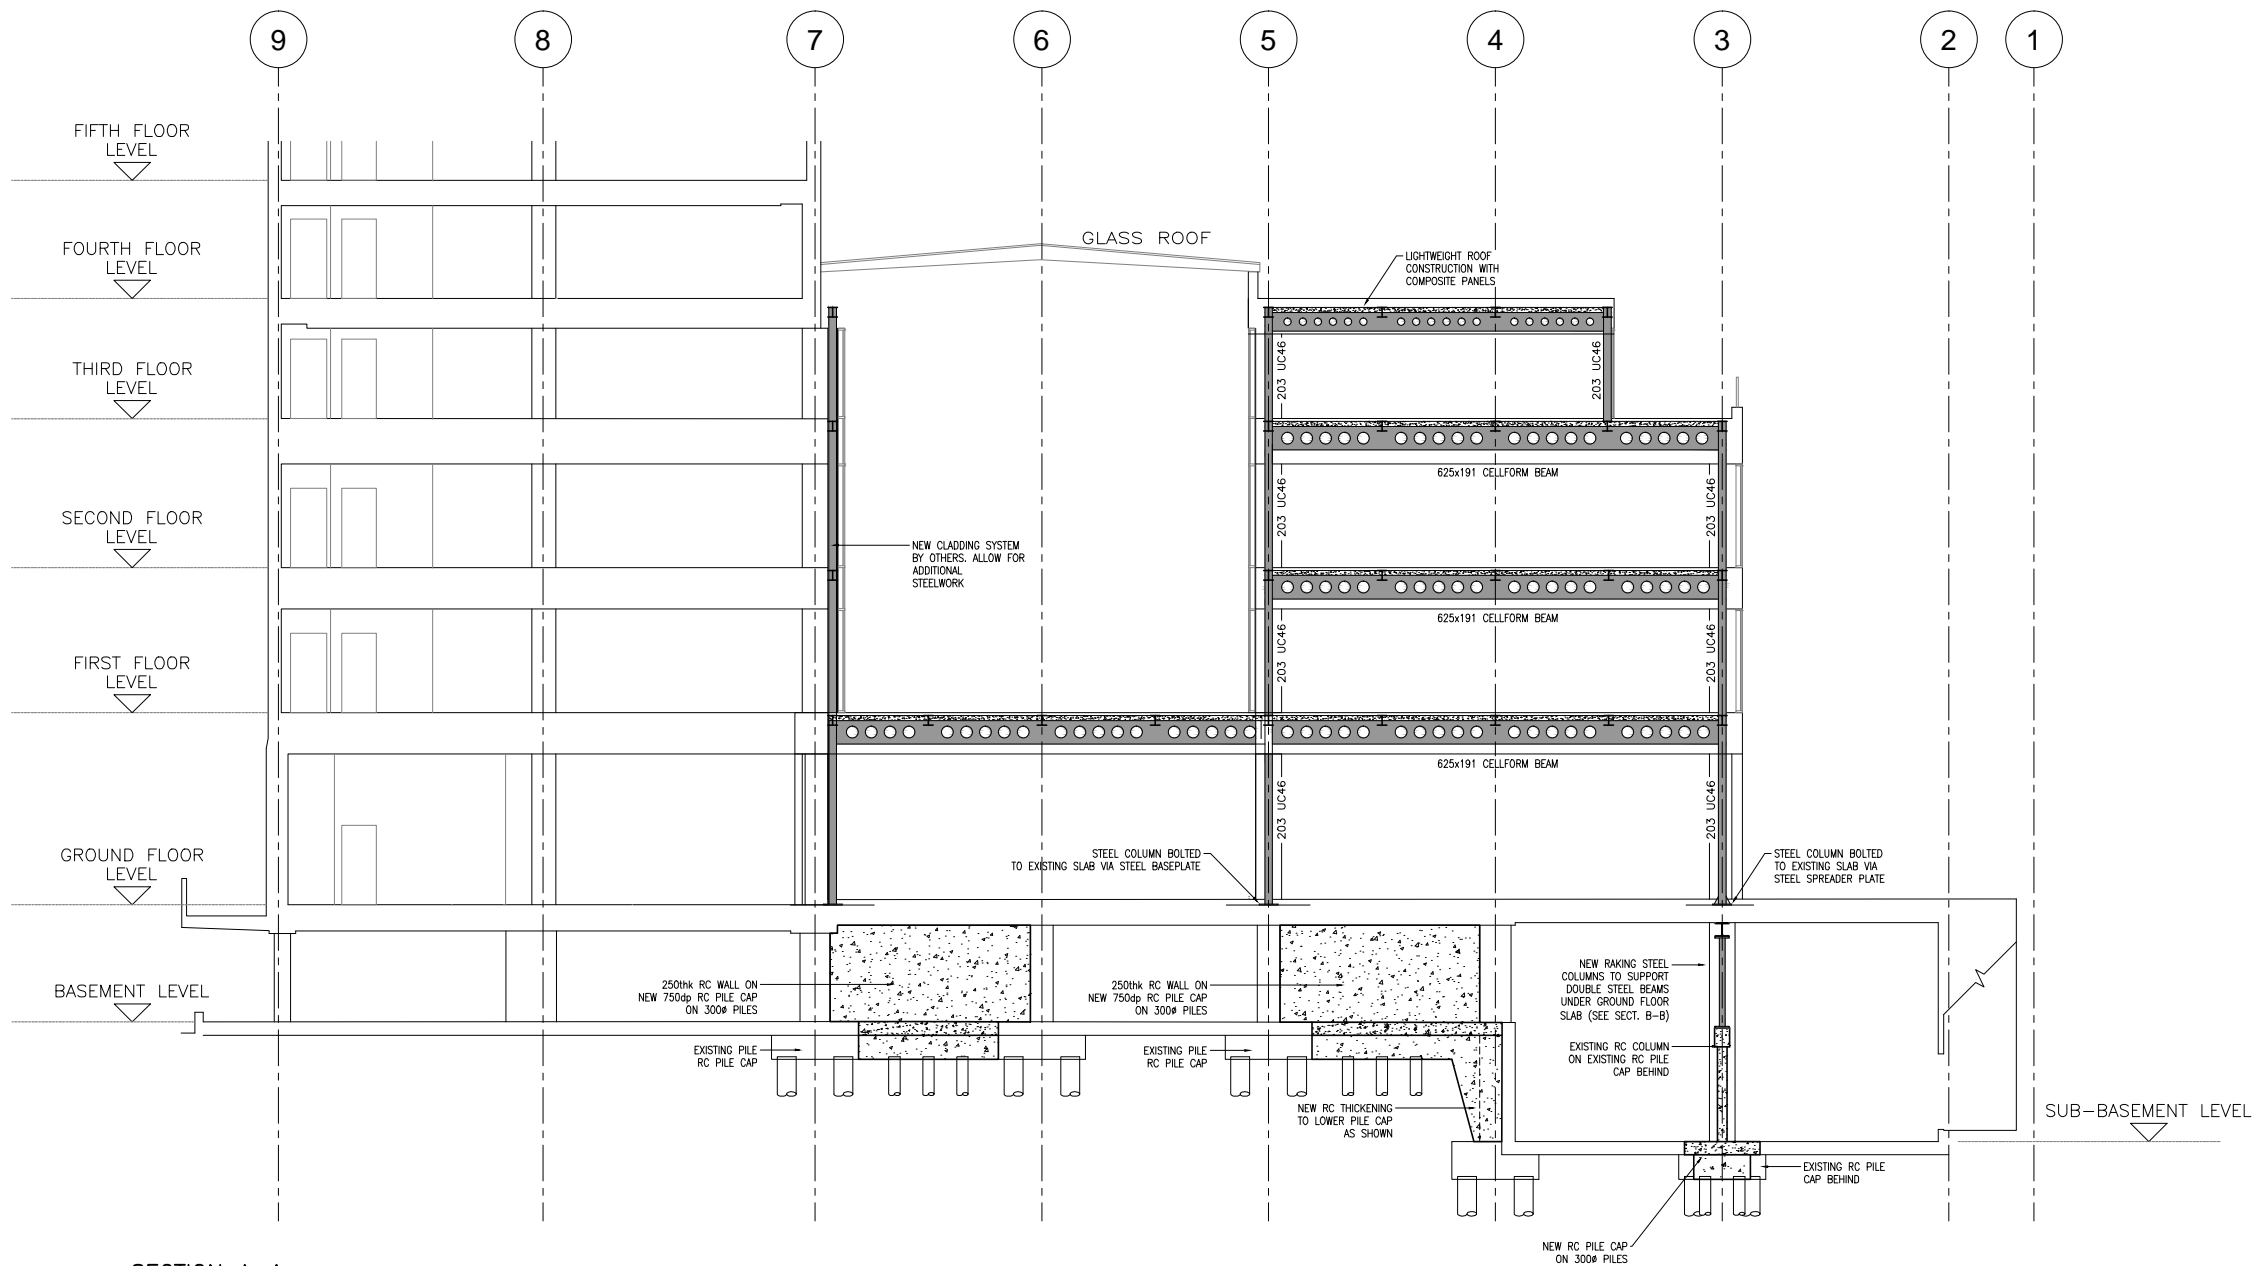 9
8
7
6
5
4
3
2
1
FIFTH FLOOR
LEVEL
FOURTH FLOOR
LEVEL
GLASS ROOF
LIGHTWEIGHT ROOF
CONSTRUCTION WITH
COMPOSITE PANELS
THIRD FLOOR
LEVEL
203 UC46
203 UC46
625x191 CELLFORM BEAM
SECOND FLOOR
LEVEL
203 UC46
203 UC46
NEW CLADDING SYSTEM
BY OTHERS. ALLOW FOR
ADDITIONAL
STEELWORK
625x191 CELLFORM BEAM
FIRST FLOOR
LEVEL
203 UC46
203 UC46
625x191 CELLFORM BEAM
203 UC46
203 UC46
GROUND FLOOR
LEVEL
STEEL COLUMN BOLTED
TO EXISTING SLAB VIA STEEL BASEPLATE
STEEL COLUMN BOLTED
TO EXISTING SLAB VIA
STEEL SPREADER PLATE
BASEMENT LEVEL
250thk RC WALL ON
NEW 750dp RC PILE CAP
ON 300ø PILES
250thk RC WALL ON
NEW 750dp RC PILE CAP
ON 300ø PILES
NEW RAKING STEEL
COLUMNS TO SUPPORT
DOUBLE STEEL BEAMS
UNDER GROUND FLOOR
SLAB (SEE SECT. B-B)
EXISTING PILE
RC PILE CAP
EXISTING PILE
RC PILE CAP
EXISTING RC COLUMN
ON EXISTING RC PILE
CAP BEHIND
NEW RC THICKENING
TO LOWER PILE CAP
AS SHOWN
SUB-BASEMENT LEVEL
EXISTING RC PILE
CAP BEHIND
NEW RC PILE CAP
ON 300ø PILES
SECTION A-A